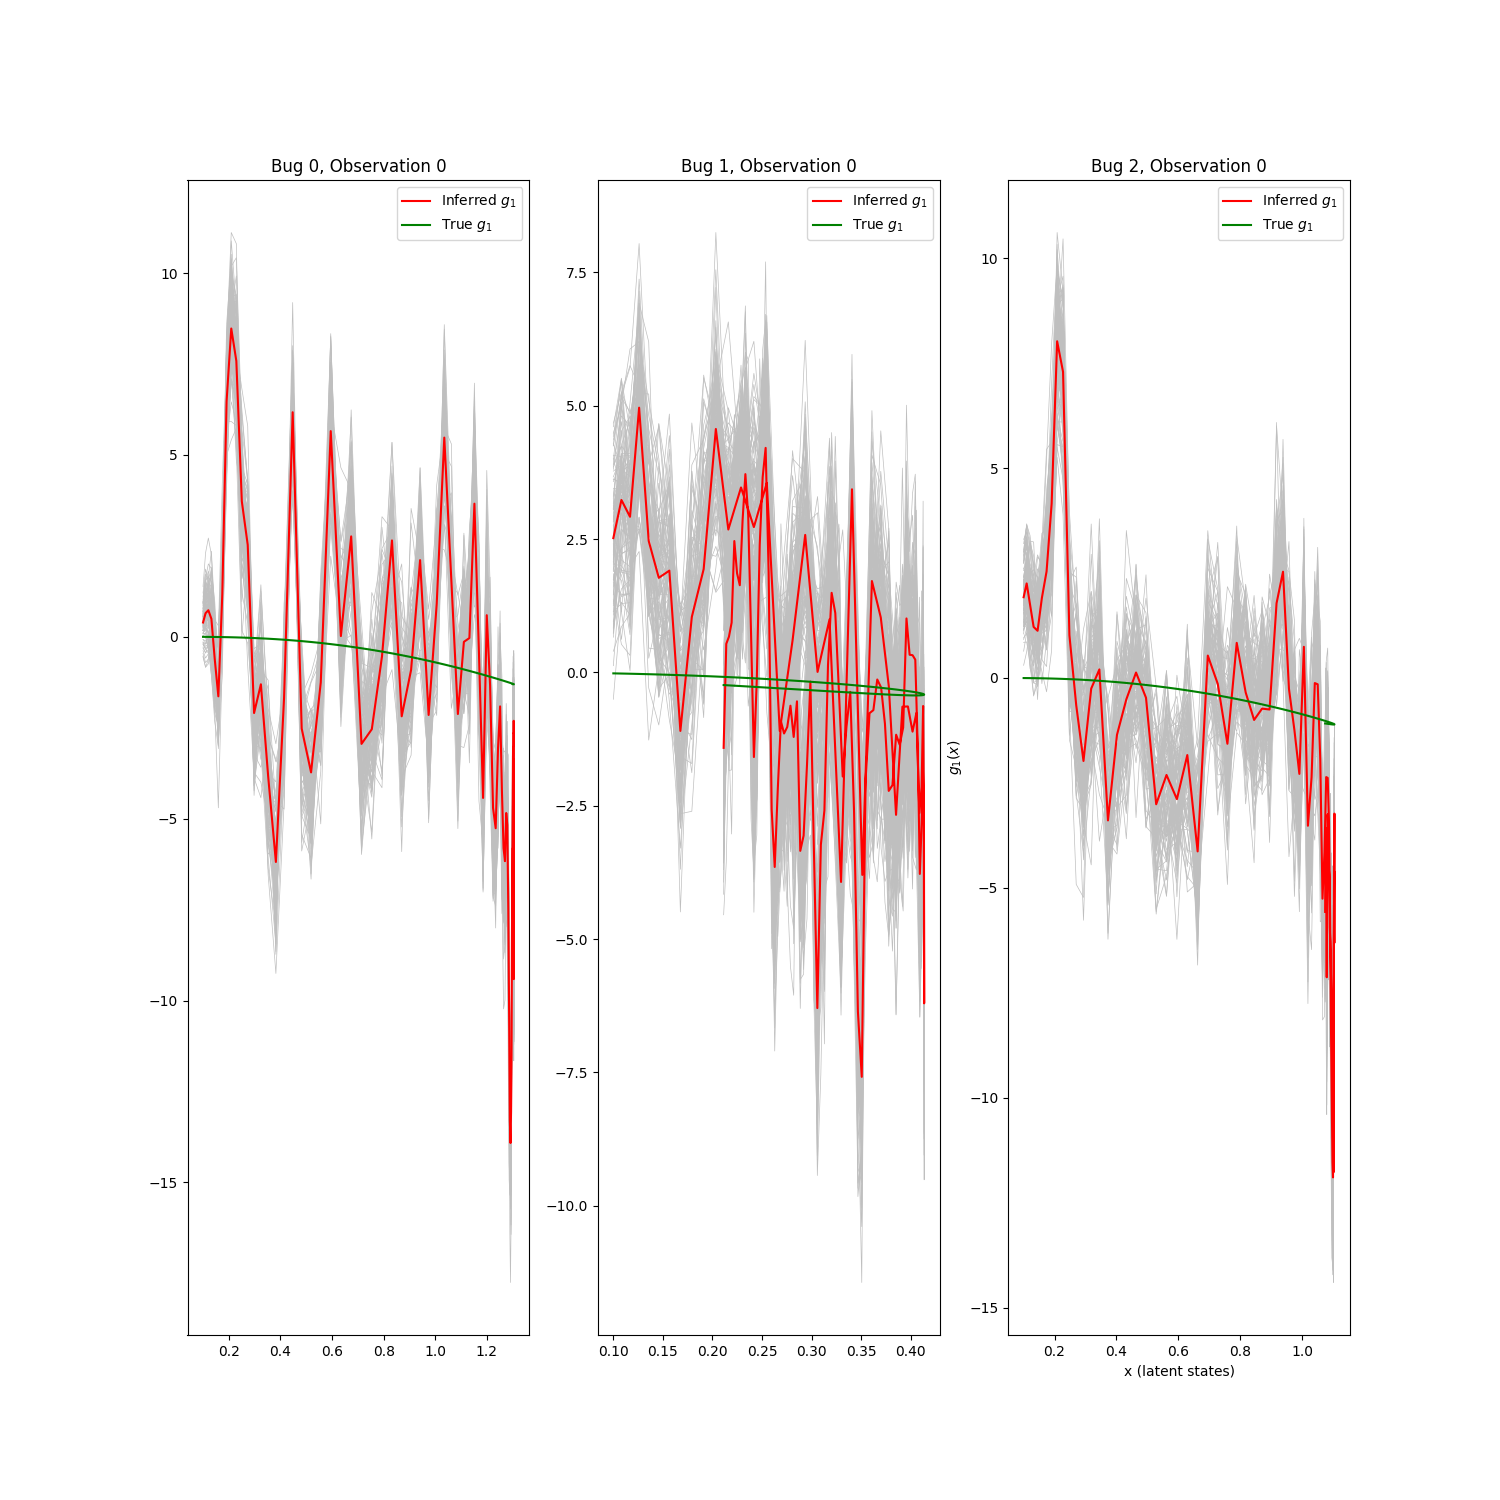 Bug 0, Observation 0
Inferred g₁
True g₁
10
5
0
−5
−10
−15
0.2 0.4 0.6 0.8 1.0 1.2
Bug 1, Observation 0
Inferred g₁
True g₁
7.5
5.0
2.5
0.0
−2.5
−5.0
−7.5
−10.0
0.10 0.15 0.20 0.25 0.30 0.35 0.40
Bug 2, Observation 0
Inferred g₁
True g₁
g₁(x)
10
5
0
−5
−10
−15
0.2 0.4 0.6 0.8 1.0
x (latent states)